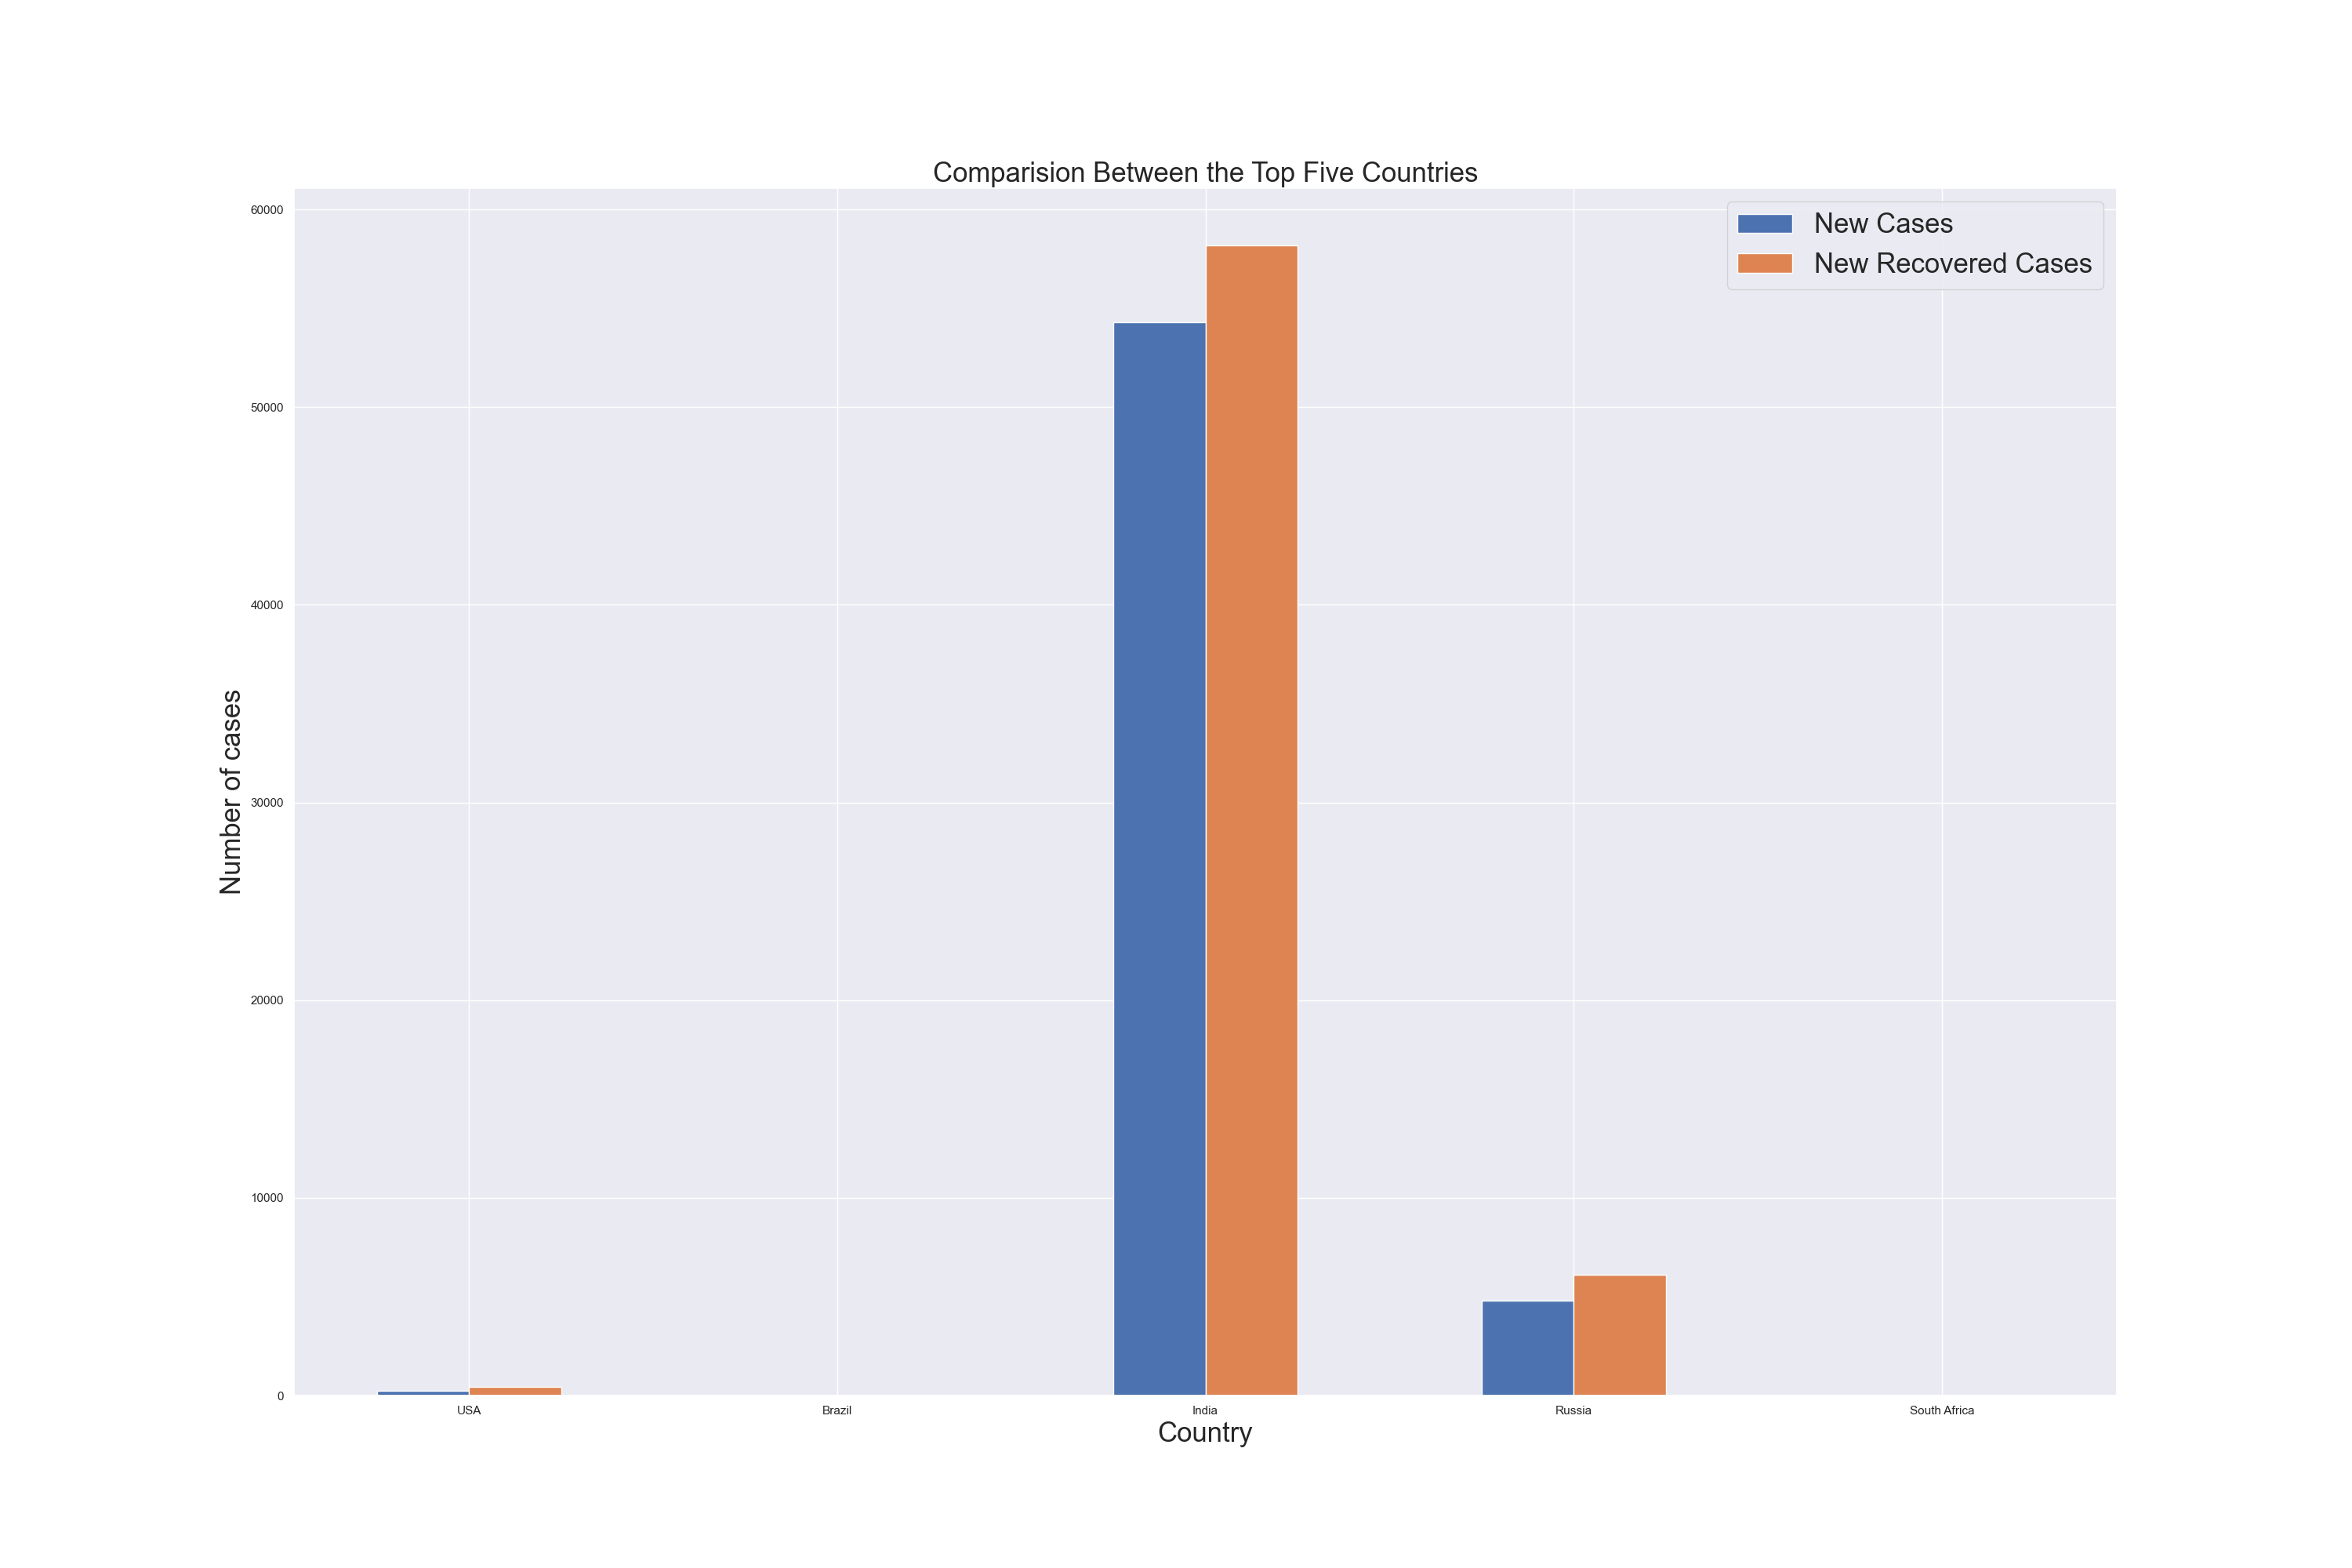 Comparision Between the Top Five Countries
New Cases
New Recovered Cases
60000
50000
40000
30000
20000
10000
0
Number of cases
USA
Brazil
India
Russia
South Africa
Country